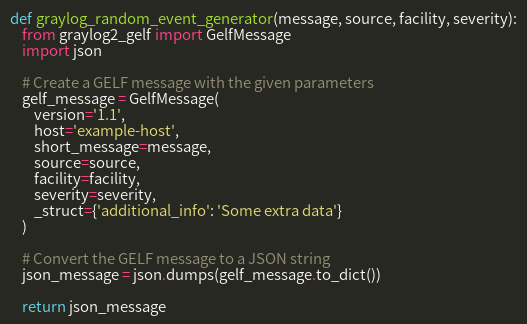 def graylog_random_event_generator(message, source, facility, severity):
from graylog2_gelf import GelfMessage
import json
# Create a GELF message with the given parameters
gelf_message = GelfMessage(
version='1.1',
host='example-host',
short_message=message,
source=source,
facility=facility,
severity=severity,
_struct={'additional_info': 'Some extra data'}
)
# Convert the GELF message to a JSON string
json_message = json.dumps(gelf_message.to_dict())
return json_message